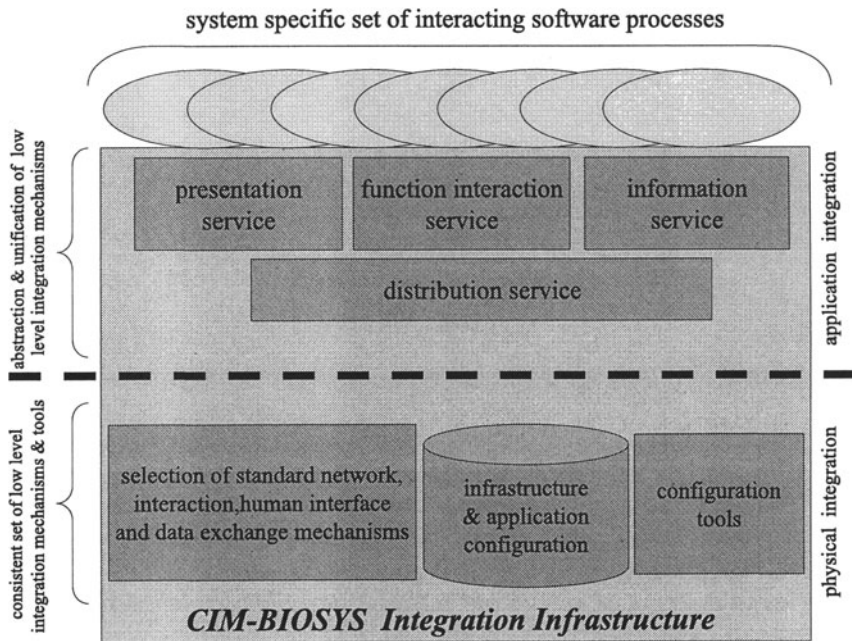 system specific set of interacting software processes
abstraction & unification of low
level integration mechanisms
presentation
service
function interaction
service
information
service
distribution service
application integration
consistent set of low level
integration mechanisms & tools
selection of standard network,
interaction,human interface
and data exchange mechanisms
infrastructure
& application
configuration
configuration
tools
physical integration
CIM-BIOSYS Integration Infrastructure